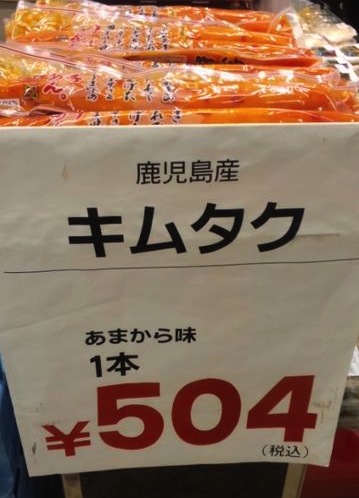 鹿児島産
キムタク
あまから味
1本
¥504
(税込)